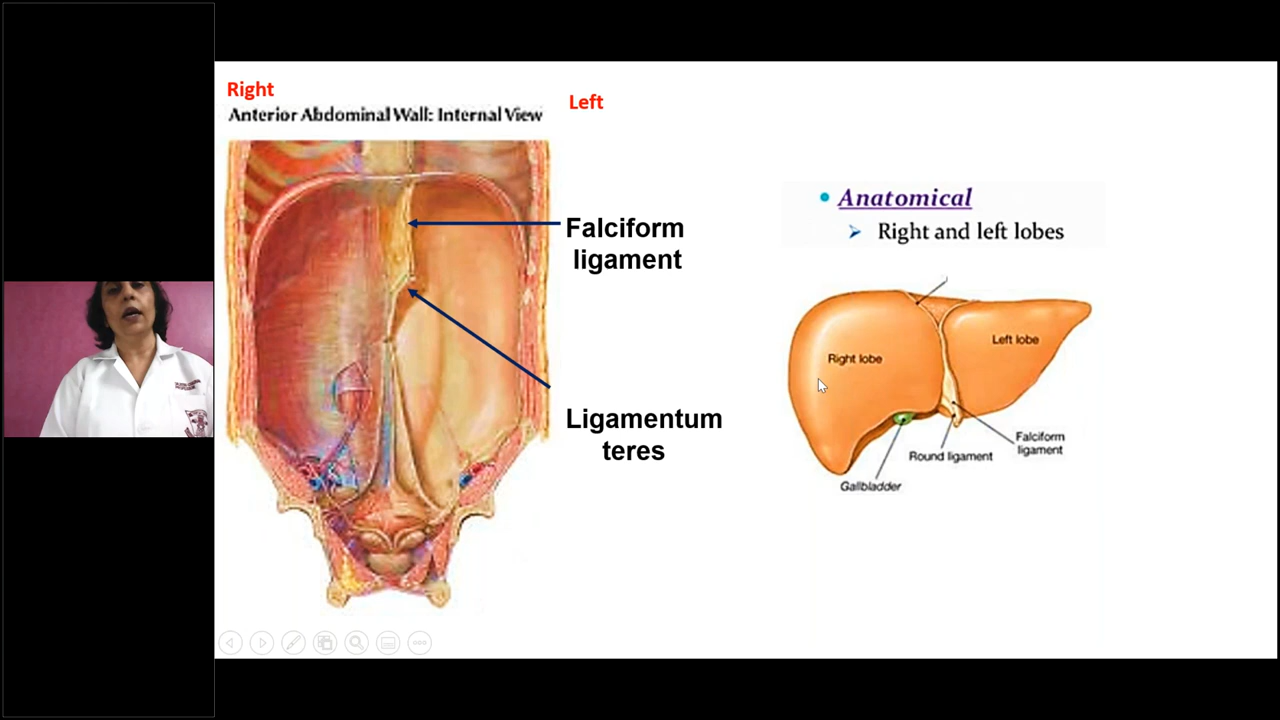 Right
Left
Anterior Abdominal Wall: Internal View
Falciform
ligament
Ligamentum
teres
Anatomical
Right and left lobes
Right lobe
Left lobe
Falciform
ligament
Round ligament
Gallbladder